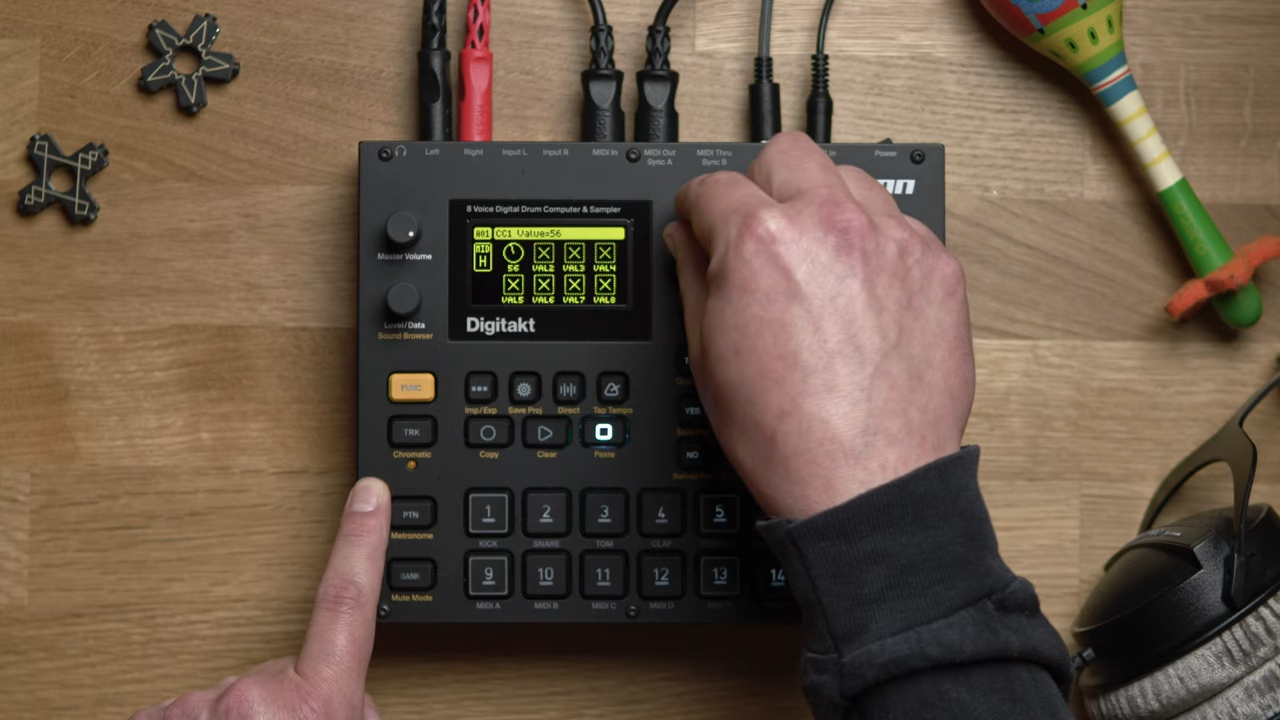 Left
Right
Input L
Input R
MIDI In
MIDI Out
Sync A
MIDI Thru
Sync B
In
Power
8 Voice Digital Drum Computer & Sampler
A01 CC1 Value=56
MID
H
56 VAL2 VAL3 VAL4
VAL5 VAL6 VAL7 VAL8
Digitakt
Master Volume
Level/Data
Sound Browser
FUNC
Imp/Exp Save Proj Direct Tap Tempo
TRK
Chromatic
Copy Clear Paste
YES
NO
PTN
Metronome
1 2 3 4 5
KICK SNARE TOM CLAP
BANK
Mute Mode
9 10 11 12 13 14
MIDI A MIDI B MIDI C MIDI D